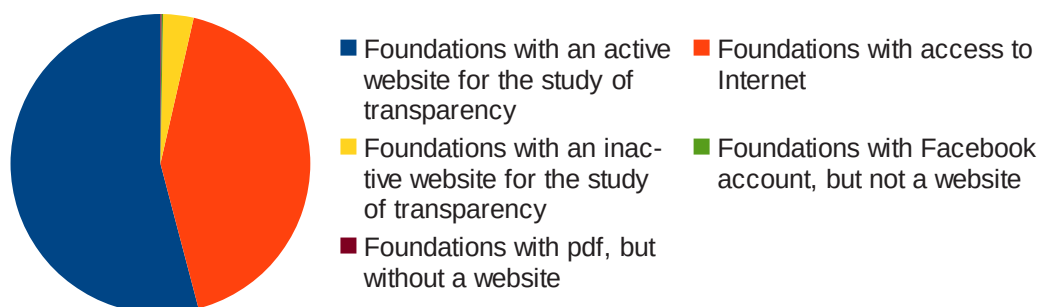 Foundations with an active
website for the study of
transparency
Foundations with access to
Internet
Foundations with an inac-
tive website for the study
of transparency
Foundations with Facebook
account, but not a website
Foundations with pdf, but
without a website